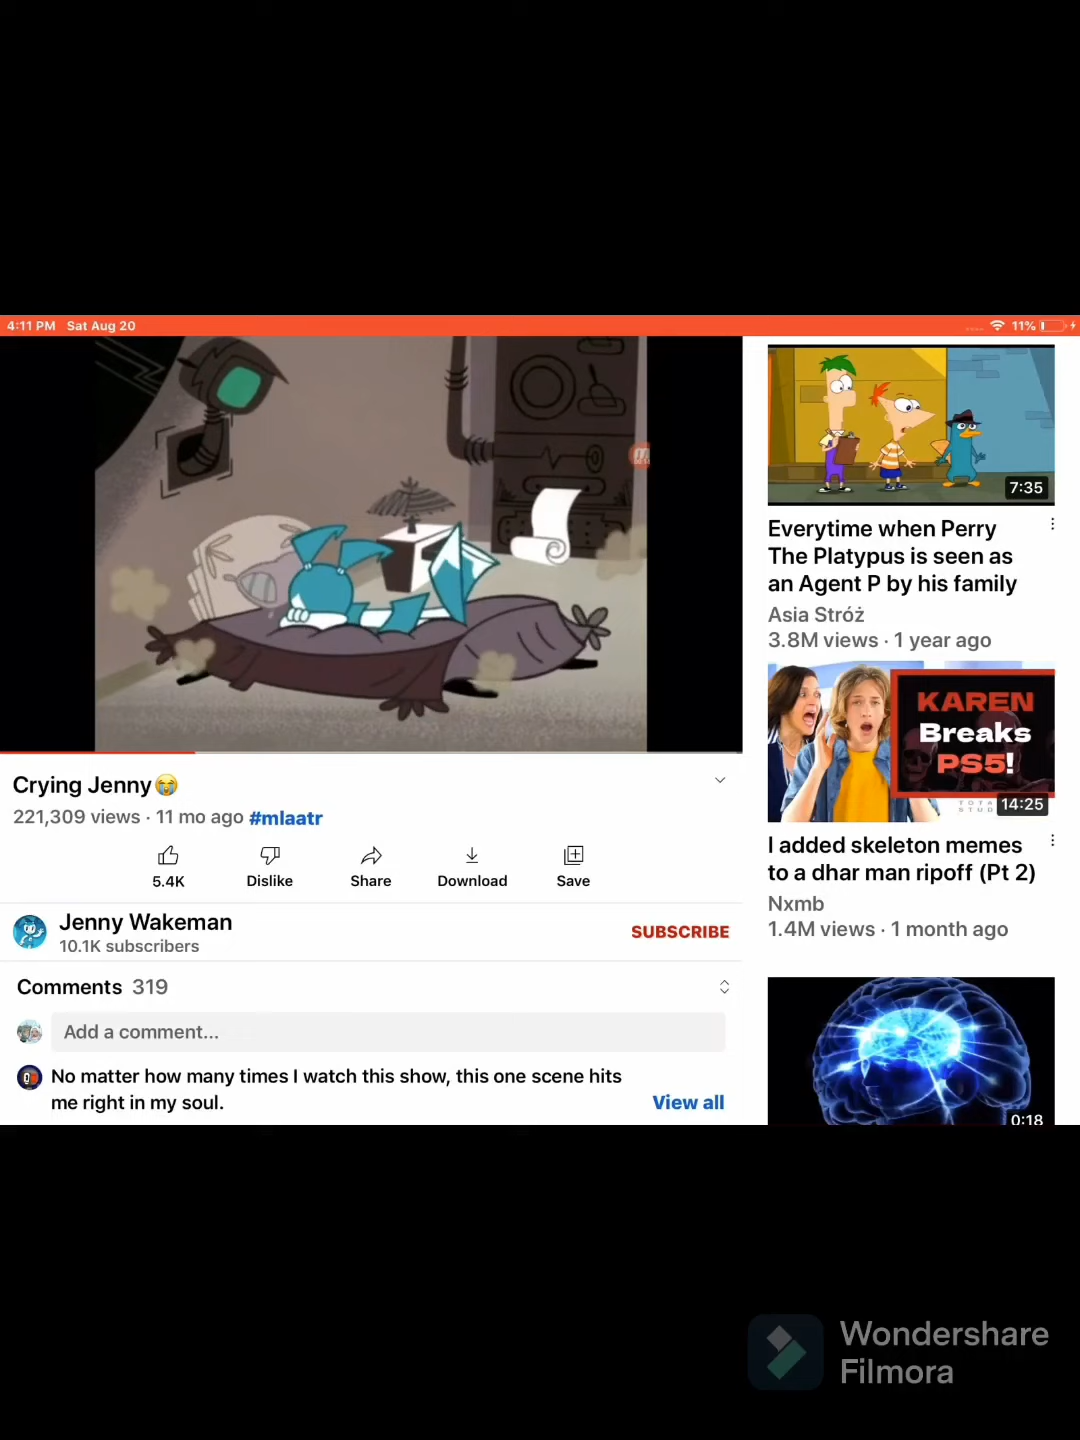 4:11 PM Sat Aug 20
11%
Crying Jenny😭
221,309 views · 11 mo ago #mlaatr
5.4K
Dislike
Share
Download
Save
Jenny Wakeman
10.1K subscribers
SUBSCRIBE
Comments 319
Add a comment...
No matter how many times I watch this show, this one scene hits
me right in my soul.
View all
7:35
Everytime when Perry
The Platypus is seen as
an Agent P by his family
Asia Stróż
3.8M views · 1 year ago
KAREN
Breaks
PS5!
14:25
I added skeleton memes
to a dhar man ripoff (Pt 2)
Nxmb
1.4M views · 1 month ago
0:18
Wondershare
Filmora